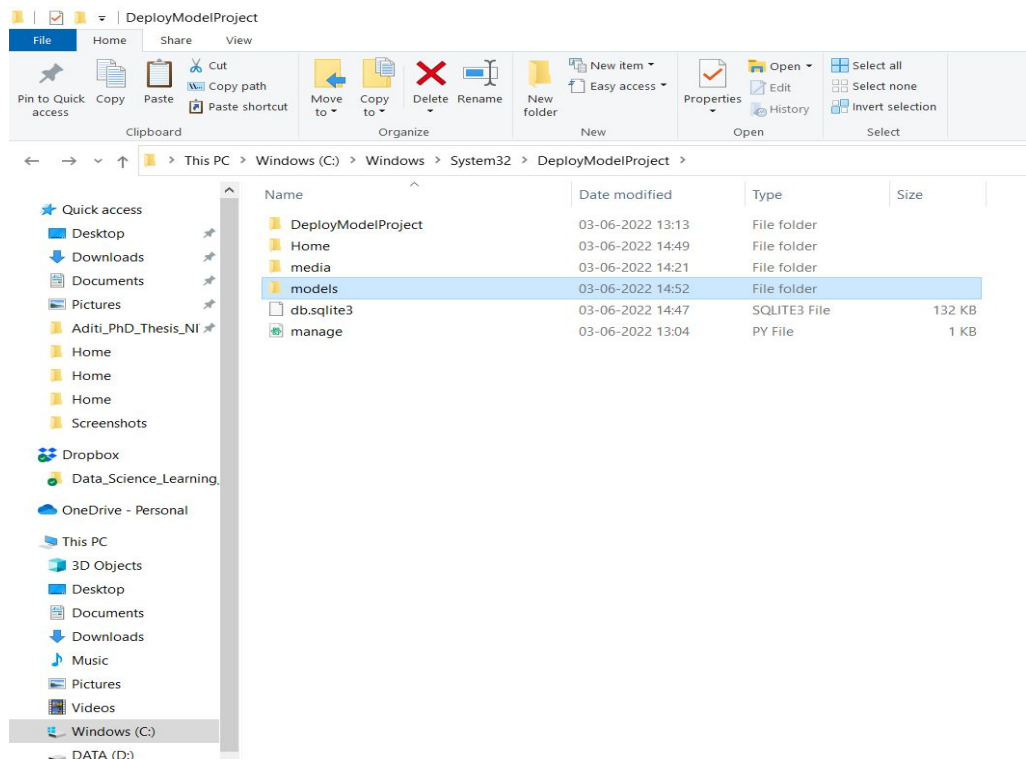 DeployModelProject
File Home Share View
Pin to Quick access
Copy
Paste
Cut
Copy path
Paste shortcut
Clipboard
Move to
Copy to
Delete
Rename
Organize
New folder
New item
Easy access
New
Properties
Open
Edit
History
Open
Select all
Select none
Invert selection
Select
This PC > Windows (C:) > Windows > System32 > DeployModelProject >
Quick access
Desktop
Downloads
Documents
Pictures
Aditi_PhD_Thesis_NI
Home
Home
Home
Screenshots
Dropbox
Data_Science_Learning_
OneDrive - Personal
This PC
3D Objects
Desktop
Documents
Downloads
Music
Pictures
Videos
Windows (C:)
DATA (D:)
Name Date modified Type Size
DeployModelProject 03-06-2022 13:13 File folder
Home 03-06-2022 14:49 File folder
media 03-06-2022 14:21 File folder
models 03-06-2022 14:52 File folder
db.sqlite3 03-06-2022 14:47 SQLITE3 File 132 KB
manage 03-06-2022 13:04 PY File 1 KB